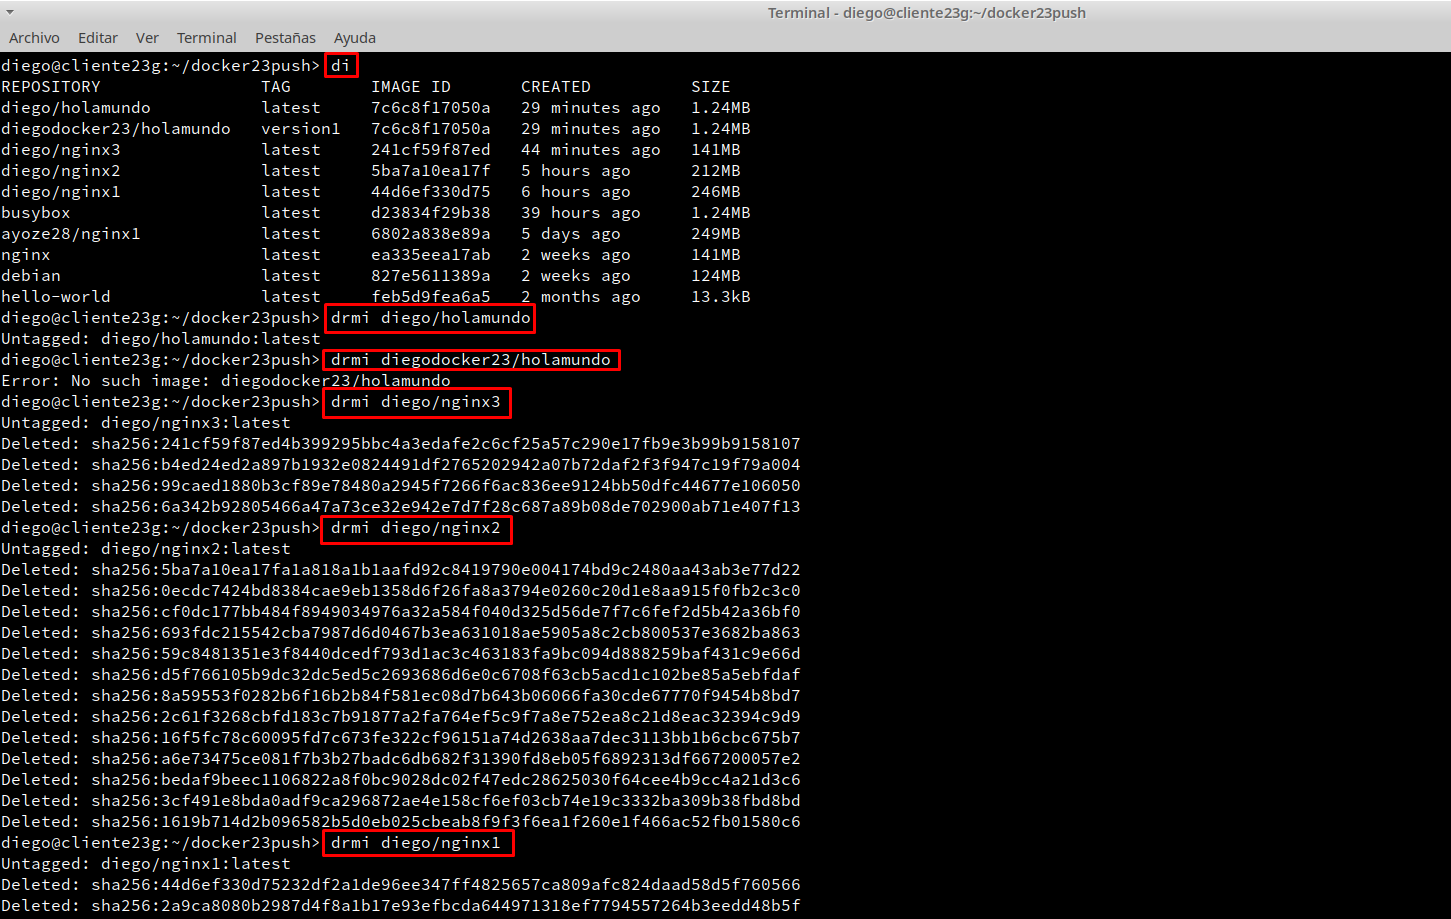 Terminal - diego@cliente23g:~/docker23push
Archivo Editar Ver Terminal Pestañas Ayuda
diego@cliente23g:~/docker23push> di
REPOSITORY TAG IMAGE ID CREATED SIZE
diego/holamundo latest 7c6c8f17050a 29 minutes ago 1.24MB
diegodocker23/holamundo version1 7c6c8f17050a 29 minutes ago 1.24MB
diego/nginx3 latest 241cf59f87ed 44 minutes ago 141MB
diego/nginx2 latest 5ba7a10ea17f 5 hours ago 212MB
diego/nginx1 latest 44d6ef330d75 6 hours ago 246MB
busybox latest d23834f29b38 39 hours ago 1.24MB
ayoze28/nginx1 latest 6802a838e89a 5 days ago 249MB
nginx latest ea335eea17ab 2 weeks ago 141MB
debian latest 827e5611389a 2 weeks ago 124MB
hello-world latest feb5d9fea6a5 2 months ago 13.3kB
diego@cliente23g:~/docker23push> drmi diego/holamundo
Untagged: diego/holamundo:latest
diego@cliente23g:~/docker23push> drmi diegodocker23/holamundo
Error: No such image: diegodocker23/holamundo
diego@cliente23g:~/docker23push> drmi diego/nginx3
Untagged: diego/nginx3:latest
Deleted: sha256:241cf59f87ed4b399295bbc4a3edafe2c6cf25a57c290e17fb9e3b99b9158107
Deleted: sha256:b4ed24ed2a897b1932e0824491df2765202942a07b72daf2f3f947c19f79a004
Deleted: sha256:99caed1880b3cf89e78480a2945f7266f6ac836ee9124bb50dfc44677e106050
Deleted: sha256:6a342b92805466a47a73ce32e942e7d7f28c687a89b08de702900ab71e407f13
diego@cliente23g:~/docker23push> drmi diego/nginx2
Untagged: diego/nginx2:latest
Deleted: sha256:5ba7a10ea17fa1a818a1b1aafd92c8419790e004174bd9c2480aa43ab3e77d22
Deleted: sha256:0ecdc7424bd8384cae9eb1358d6f26fa8a3794e0260c20d1e8aa915f0fb2c3c0
Deleted: sha256:cf0dc177bb484f8949034976a32a584f040d325d56de7f7c6fef2d5b42a36bf0
Deleted: sha256:693fdc215542cba7987d6d0467b3ea631018ae5905a8c2cb800537e3682ba863
Deleted: sha256:59c8481351e3f8440dcedf793d1ac3c463183fa9bc094d888259baf431c9e66d
Deleted: sha256:d5f766105b9dc32dc5ed5c2693686d6e0c6708f63cb5acd1c102be85a5ebfdaf
Deleted: sha256:8a59553f0282b6f16b2b84f581ec08d7b643b06066fa30cde67770f9454b8bd7
Deleted: sha256:2c61f3268cbfd183c7b91877a2fa764ef5c9f7a8e752ea8c21d8eac32394c9d9
Deleted: sha256:16f5fc78c60095fd7c673fe322cf96151a74d2638aa7dec3113bb1b6cbc675b7
Deleted: sha256:a6e73475ce081f7b3b27badc6db682f31390fd8eb05f6892313df667200057e2
Deleted: sha256:bedaf9beec1106822a8f0bc9028dc02f47edc28625030f64cee4b9cc4a21d3c6
Deleted: sha256:3cf491e8bda0adf9ca296872ae4e158cf6ef03cb74e19c3332ba309b38fbd8bd
Deleted: sha256:1619b714d2b096582b5d0eb025cbeab8f9f3f6ea1f260e1f466ac52fb01580c6
diego@cliente23g:~/docker23push> drmi diego/nginx1
Untagged: diego/nginx1:latest
Deleted: sha256:44d6ef330d75232df2a1de96ee347ff4825657ca809afc824daad58d5f760566
Deleted: sha256:2a9ca8080b2987d4f8a1b17e93efbcda644971318ef7794557264b3eedd48b5f